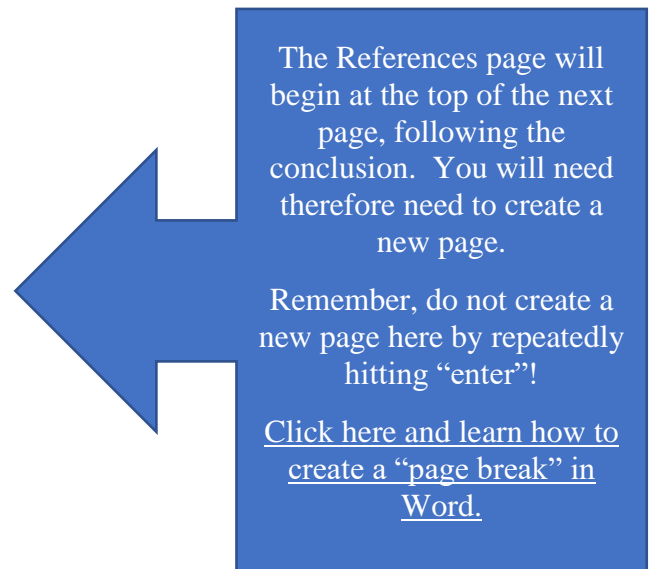 The References page will
begin at the top of the next
page, following the
conclusion.  You will need
therefore need to create a
new page.
Remember, do not create a
new page here by repeatedly
hitting “enter”!
Click here and learn how to
create a “page break” in
Word.